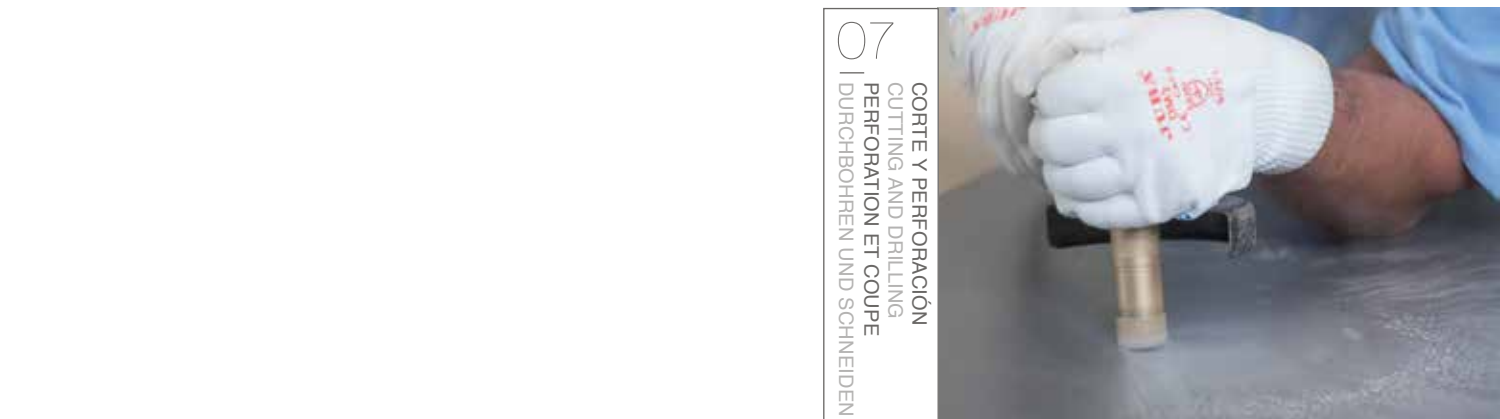 07
CORTE Y PERFORACIÓN
CUTTING AND DRILLING
PERFORATION ET COUPE
DURCHBOHREN UND SCHNEIDEN